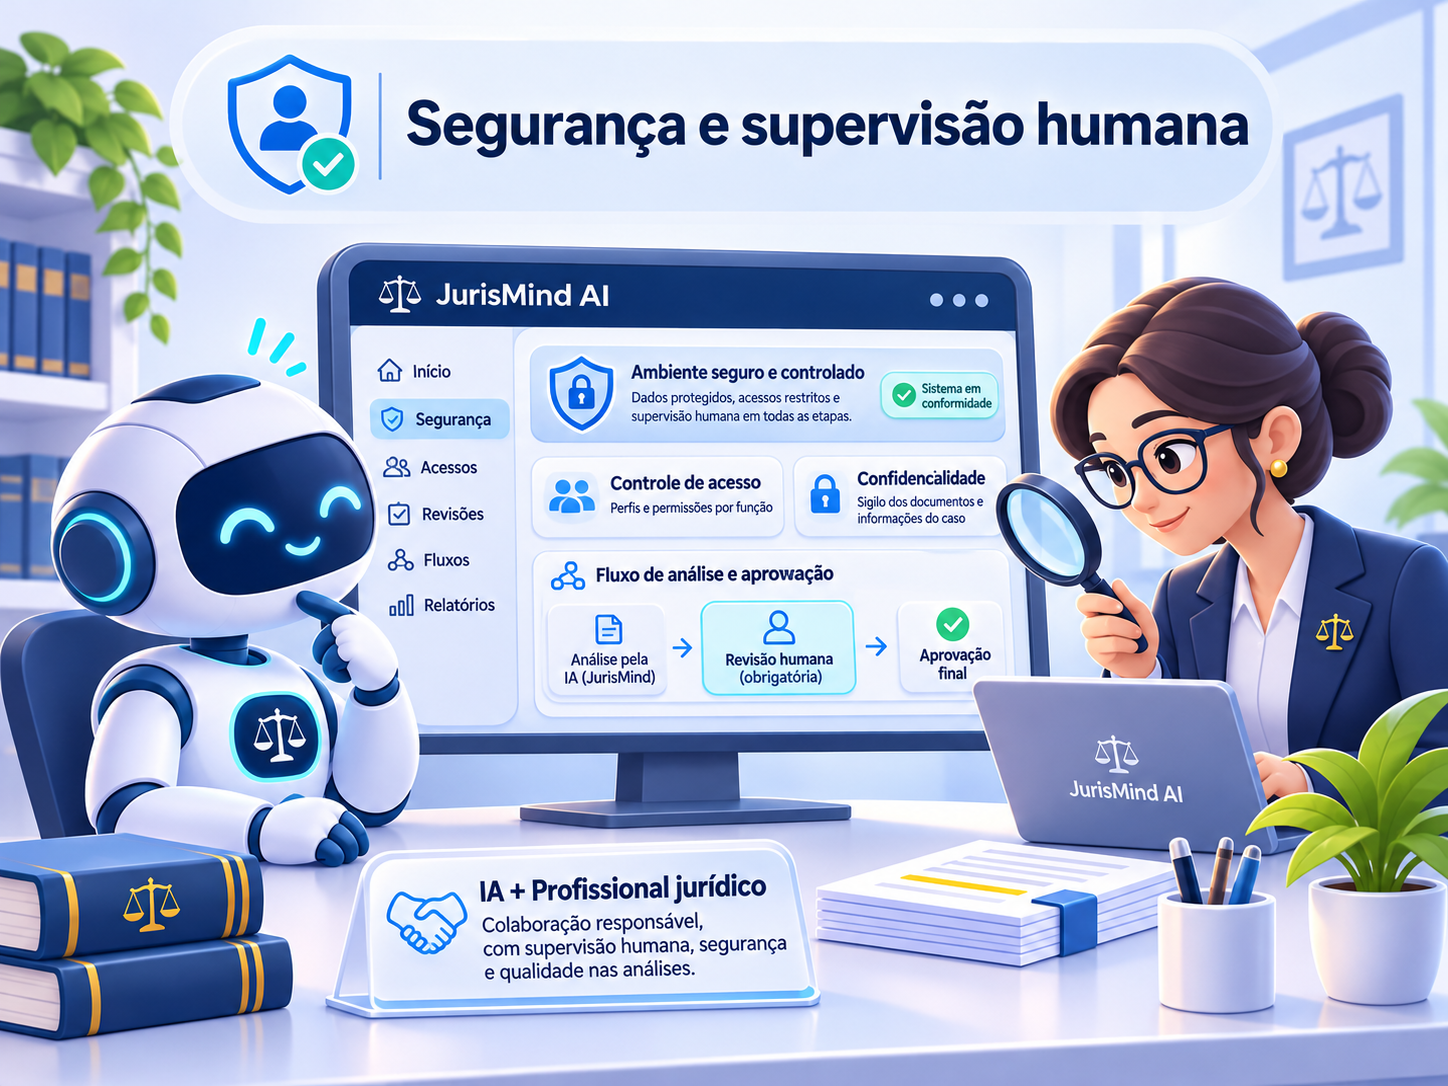 Segurança e supervisão humana
JurisMind AI
Início
Segurança
Acessos
Revisões
Fluxos
Relatórios
Ambiente seguro e controlado
Dados protegidos, acessos restritos e
supervisão humana em todas as etapas.
Sistema em
conformidade
Controle de acesso
Perfis e permissões por função
Confidencialidade
Sigilo dos documentos e
informações do caso
Fluxo de análise e aprowação
Análise pela
IA (JurisMind)
Revisão humana
(obrigatória)
Aprovação
final
JurisMind AI
IA + Profissional jurídico
Colaboração responsável,
com supervisão humana, segurança
e qualidade nas análises.